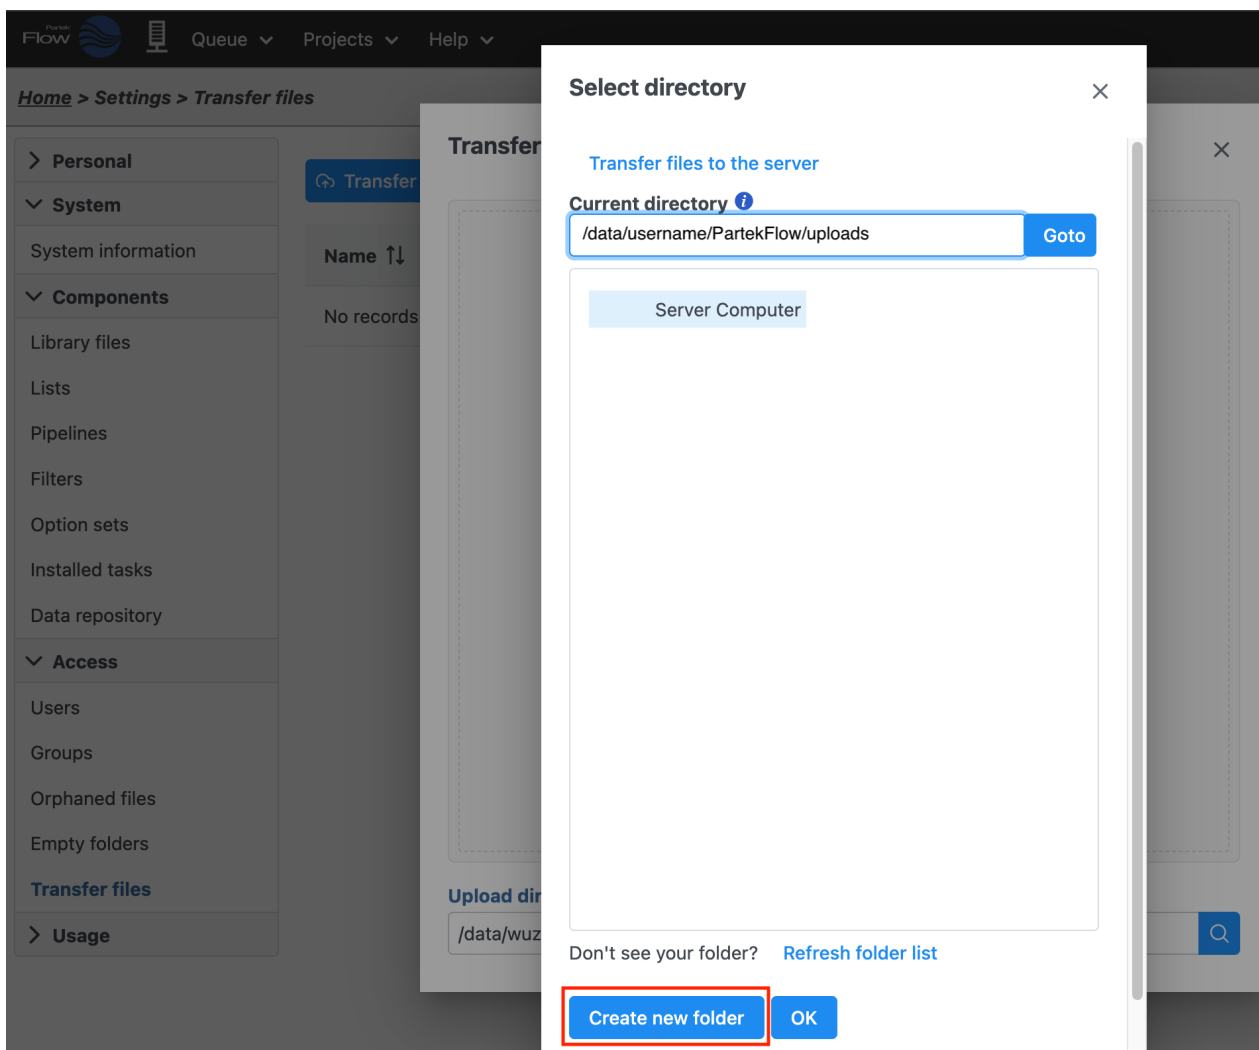 Partek
Flow
Queue
Projects
Help
Home > Settings > Transfer files
Personal
System
System information
Components
Library files
Lists
Pipelines
Filters
Option sets
Installed tasks
Data repository
Access
Users
Groups
Orphaned files
Empty folders
Transfer files
Usage
Transfer
Name
No records
Transfer
Upload dir
/data/wuz
Select directory
Transfer files to the server
Current directory i
/data/username/PartekFlow/uploads
Goto
Server Computer
Don't see your folder? Refresh folder list
Create new folder
OK